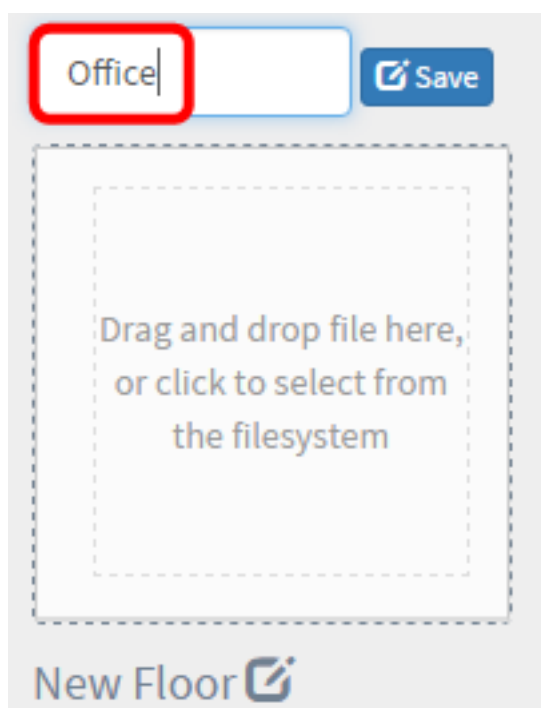 Office
Save
Drag and drop file here,
or click to select from
the filesystem
New Floor